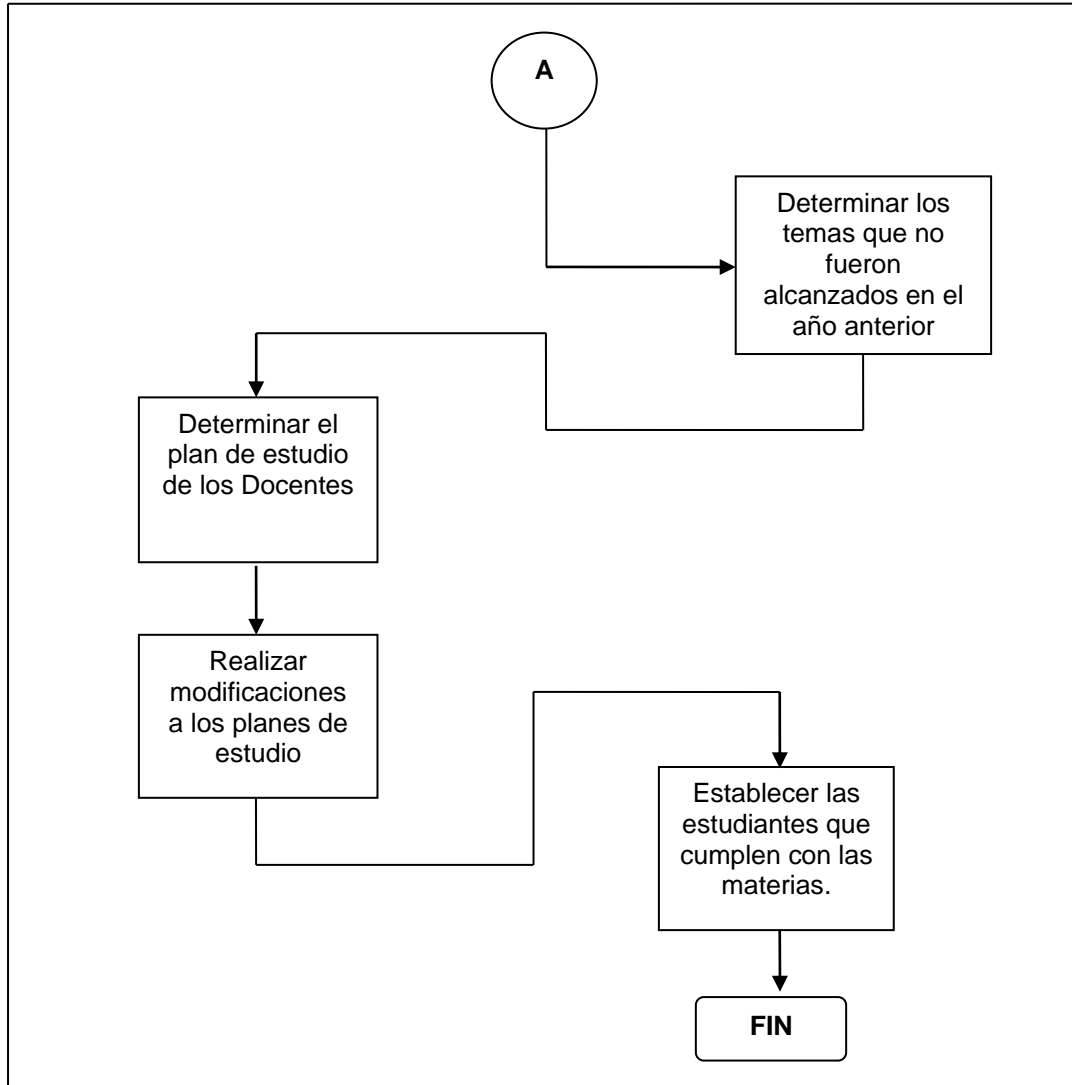 A
Determinar los
temas que no
fueron
alcanzados en el
año anterior
Determinar el
plan de estudio
de los Docentes
Realizar
modificaciones
a los planes de
estudio
Establecer las
estudiantes que
cumplen con las
materias.
FIN